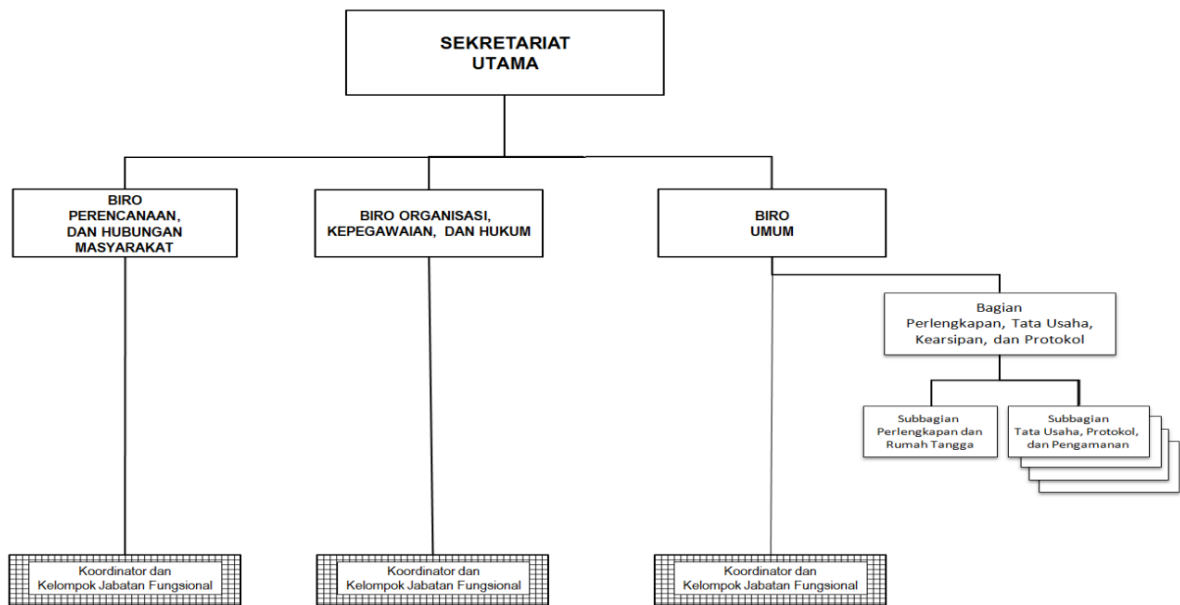 SEKRETARIAT
UTAMA
BIRO
PERENCANAAN,
DAN HUBUNGAN
MASYARAKAT
BIRO ORGANISASI,
KEPEGAWAIAN, DAN HUKUM
BIRO
UMUM
Bagian
Perlengkapan, Tata Usaha,
Kearsipan, dan Protokol
Subbagian
Perlengkapan dan
Rumah Tangga
Subbagian
Tata Usaha, Protokol,
dan Pengamanan
Koordinator dan
Kelompok Jabatan Fungsional
Koordinator dan
Kelompok Jabatan Fungsional
Koordinator dan
Kelompok Jabatan Fungsional